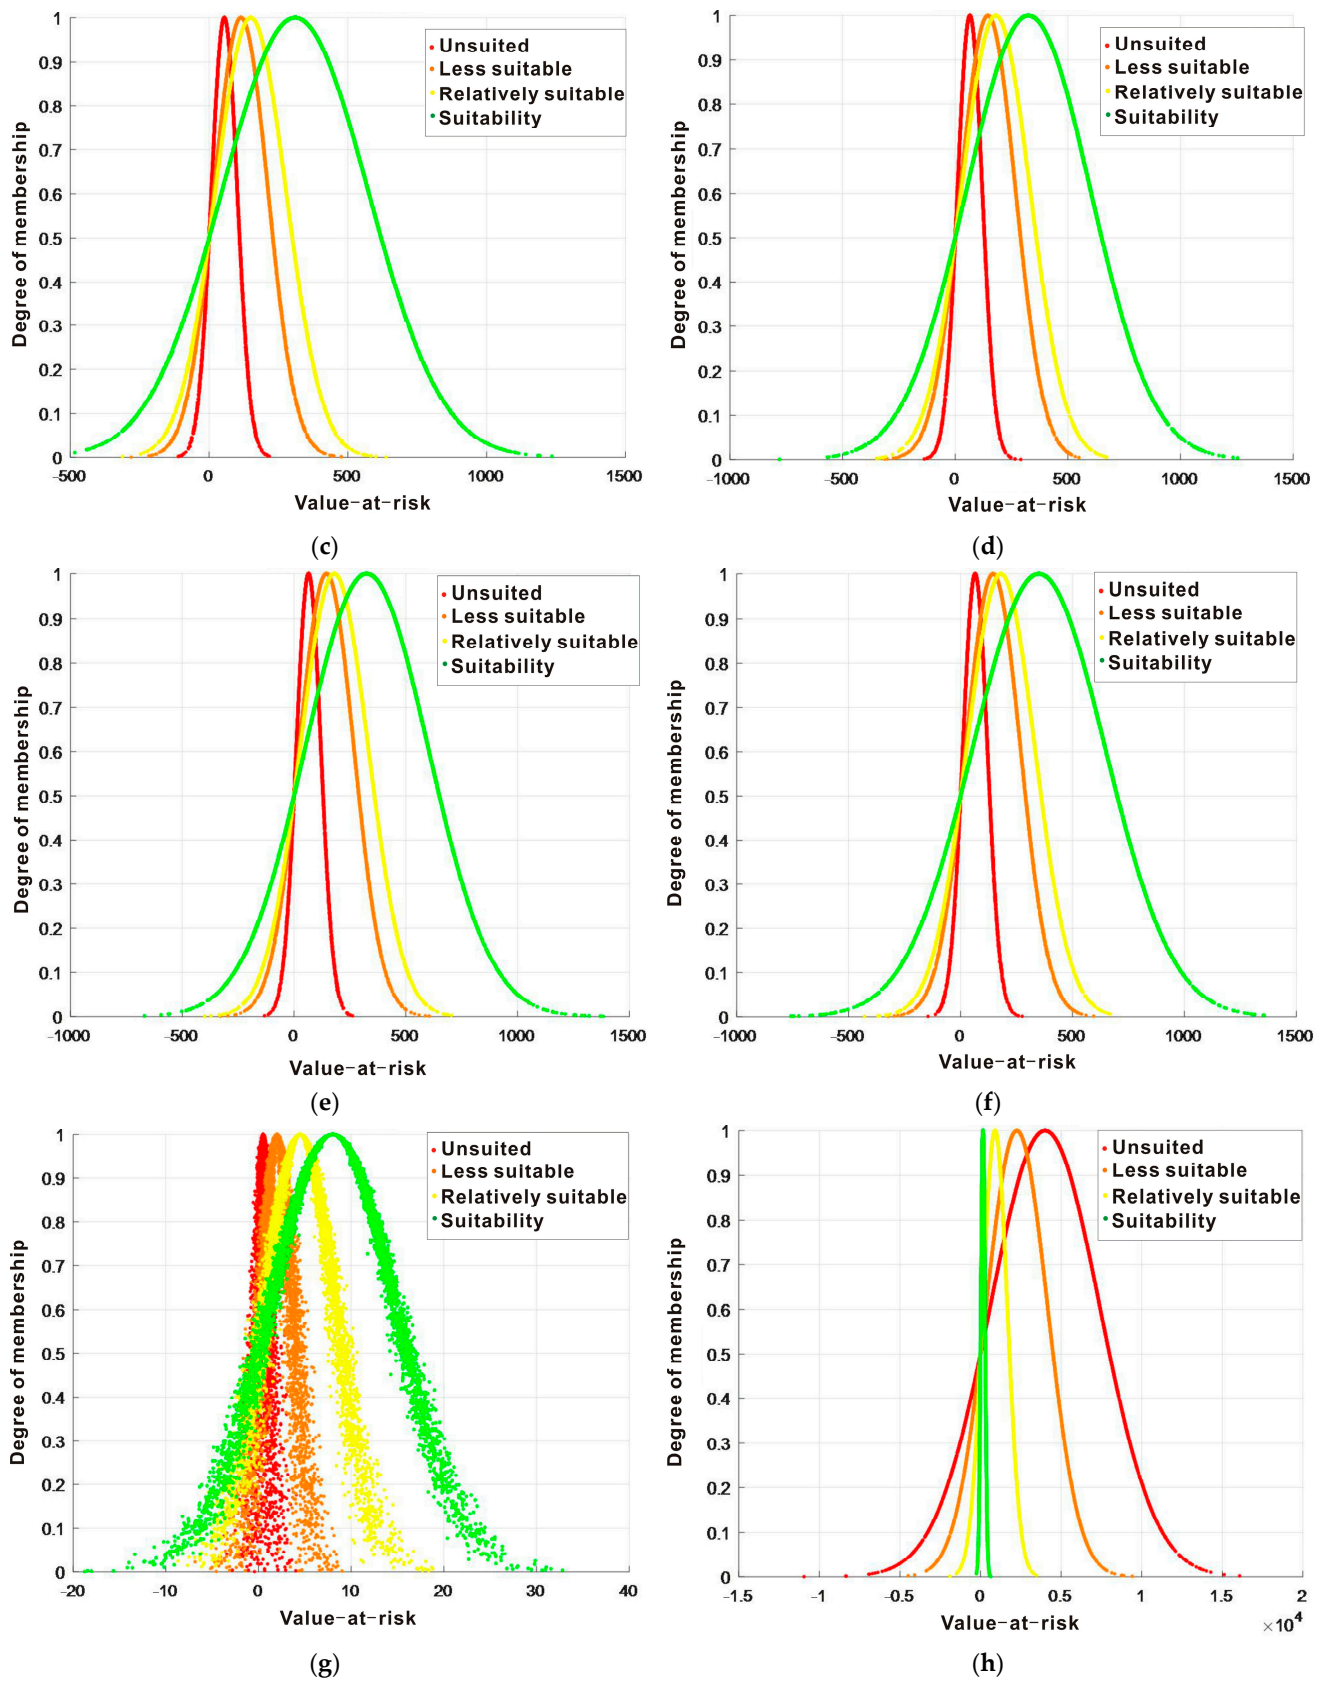 1
0.9
0.8
0.7
0.6
0.5
0.4
0.3
0.2
0.1
0
Degree of membership
Unsuited
Less suitable
Relatively suitable
Suitability
-500 0 500 1000 1500
Value-at-risk
(c)
1
0.9
0.8
0.7
0.6
0.5
0.4
0.3
0.2
0.1
0
Degree of membership
Unsuited
Less suitable
Relatively suitable
Suitability
-1000 -500 0 500 1000 1500
Value-at-risk
(d)
1
0.9
0.8
0.7
0.6
0.5
0.4
0.3
0.2
0.1
0
Degree of membership
Unsuited
Less suitable
Relatively suitable
Suitability
-1000 -500 0 500 1000 1500
Value-at-risk
(e)
1
0.9
0.8
0.7
0.6
0.5
0.4
0.3
0.2
0.1
0
Degree of membership
Unsuited
Less suitable
Relatively suitable
Suitability
-1000 -500 0 500 1000 1500
Value-at-risk
(f)
1
0.9
0.8
0.7
0.6
0.5
0.4
0.3
0.2
0.1
0
Degree of membership
Unsuited
Less suitable
Relatively suitable
Suitability
-20 -10 0 10 20 30 40
Value-at-risk
(g)
1
0.9
0.8
0.7
0.6
0.5
0.4
0.3
0.2
0.1
0
Degree of membership
Unsuited
Less suitable
Relatively suitable
Suitability
-1.5 -1 -0.5 0 0.5 1 1.5 2
Value-at-risk
×10⁴
(h)